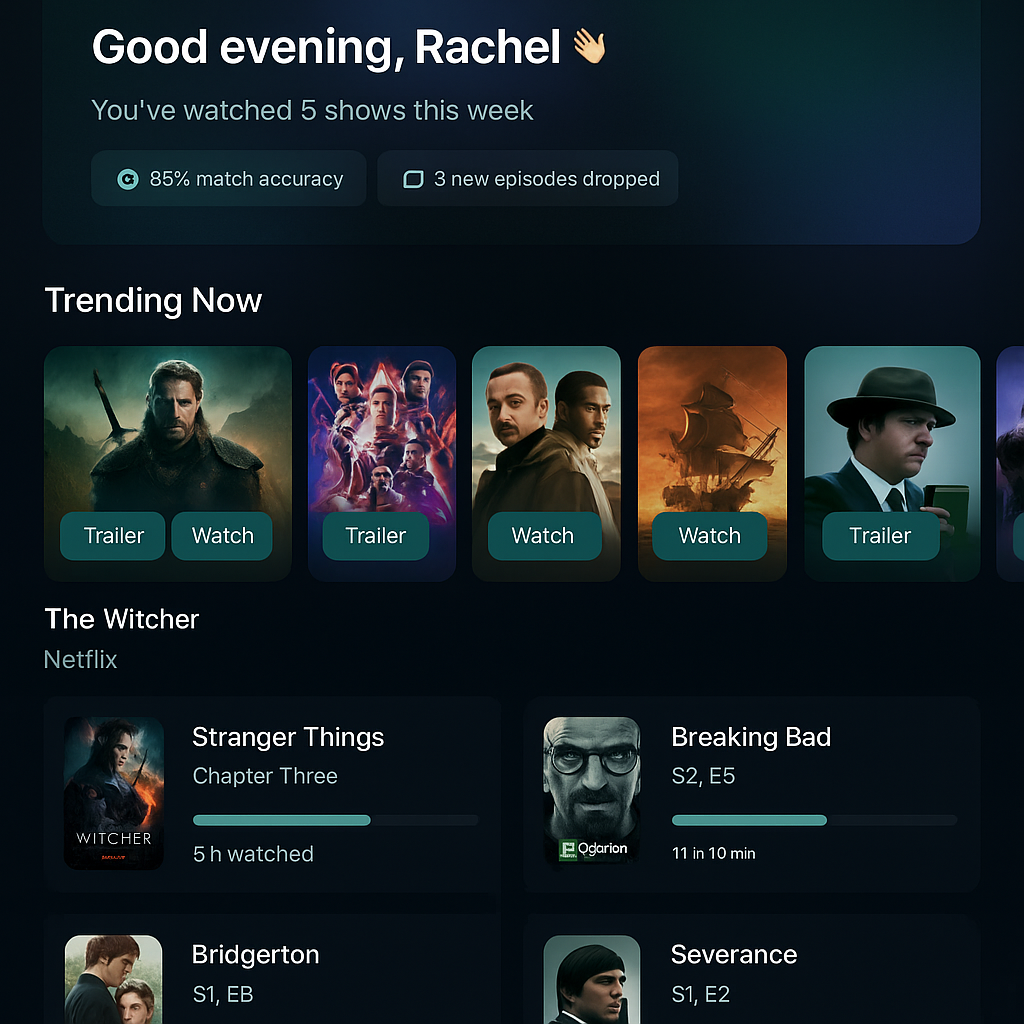 Good evening, Rachel 👋
You've watched 5 shows this week
85% match accuracy
3 new episodes dropped
Trending Now
Trailer
Watch
Trailer
Watch
Watch
Trailer
The Witcher
Netflix
WITCHER
Stranger Things
Chapter Three
5 h watched
Breaking Bad
S2, E5
11 in 10 min
Qgarion
Bridgerton
S1, EB
Severance
S1, E2